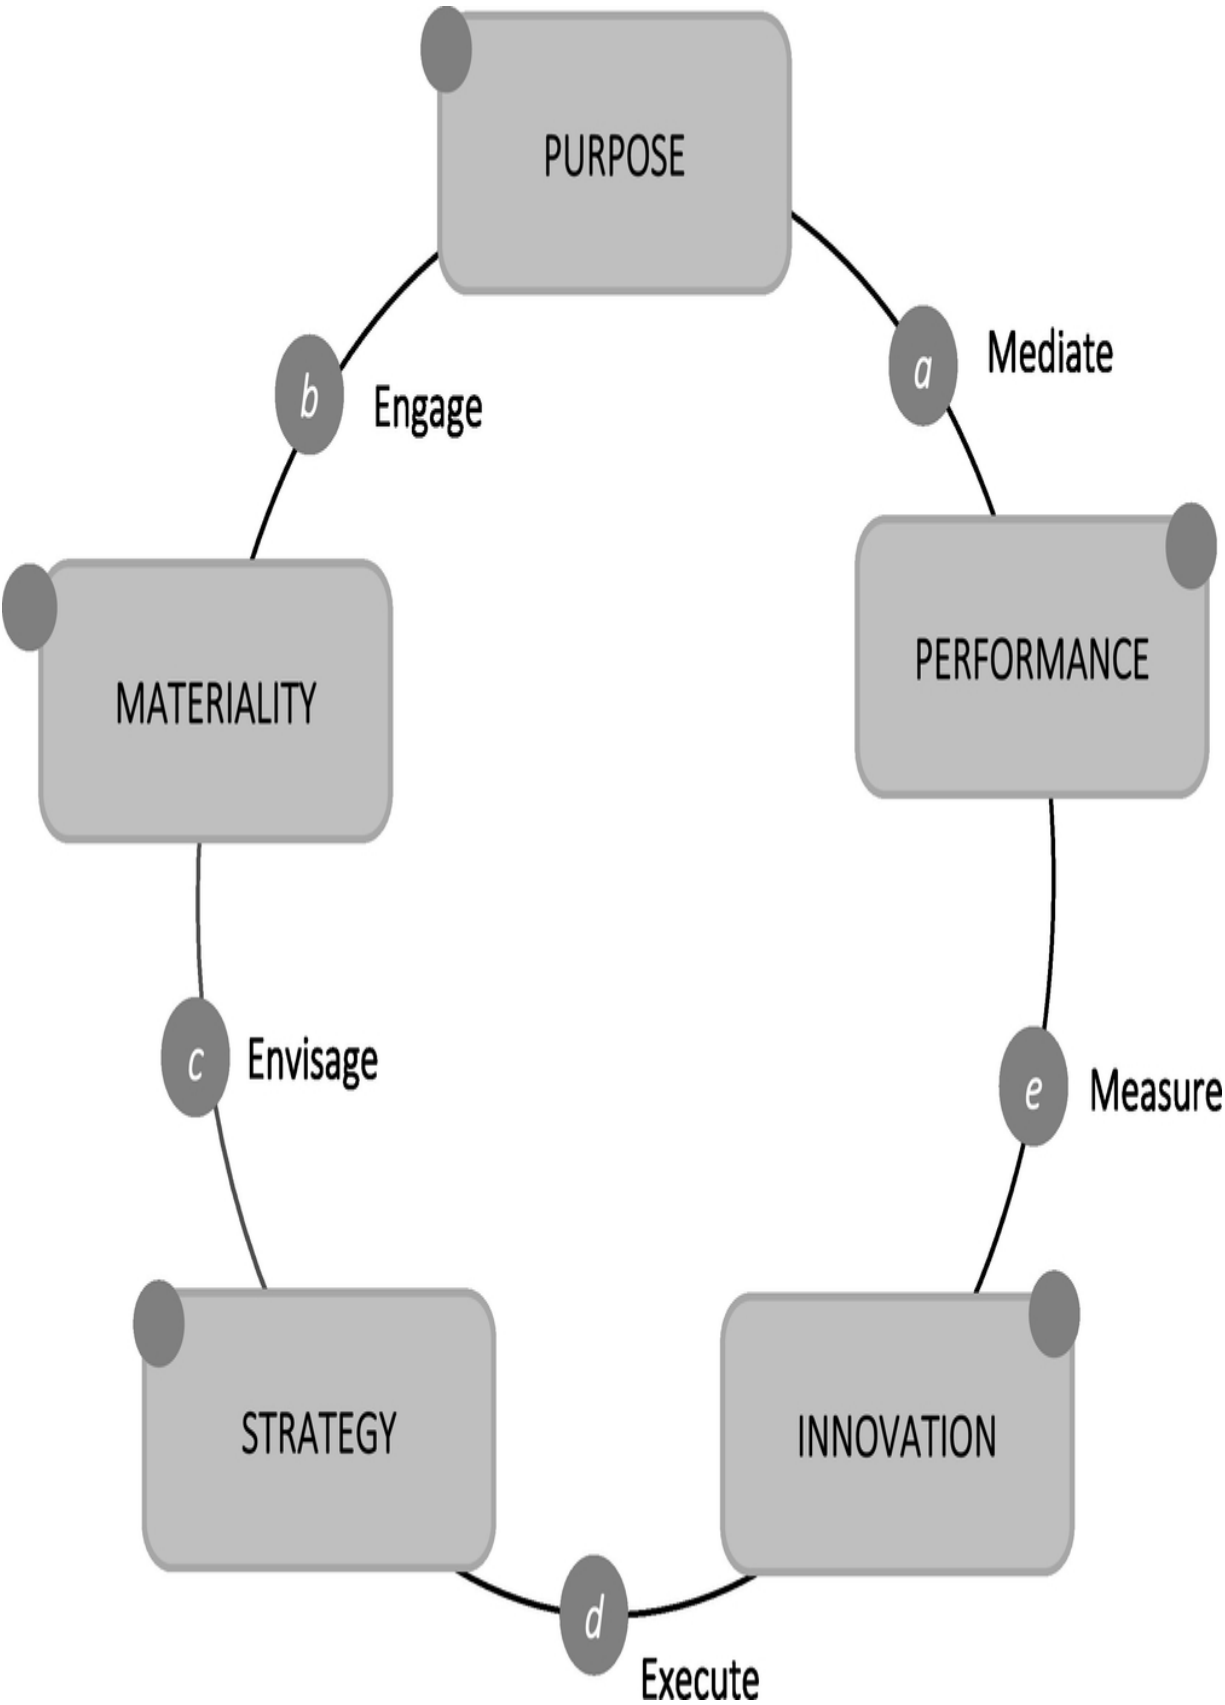 PURPOSE
a
Mediate
b
Engage
PERFORMANCE
MATERIALITY
c
Envisage
e
Measure
STRATEGY
INNOVATION
d
Execute